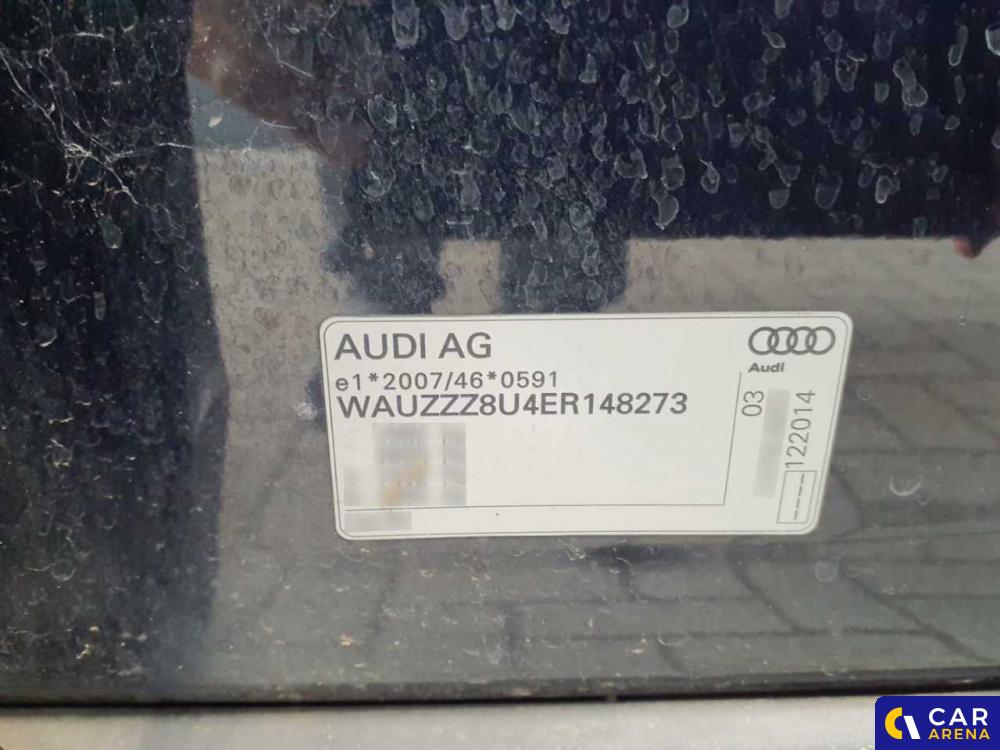 AUDI AG
e1*2007/46*0591
WAUZZZ8U4ER148273
Audi
03
122014
-----
CAR
ARENA